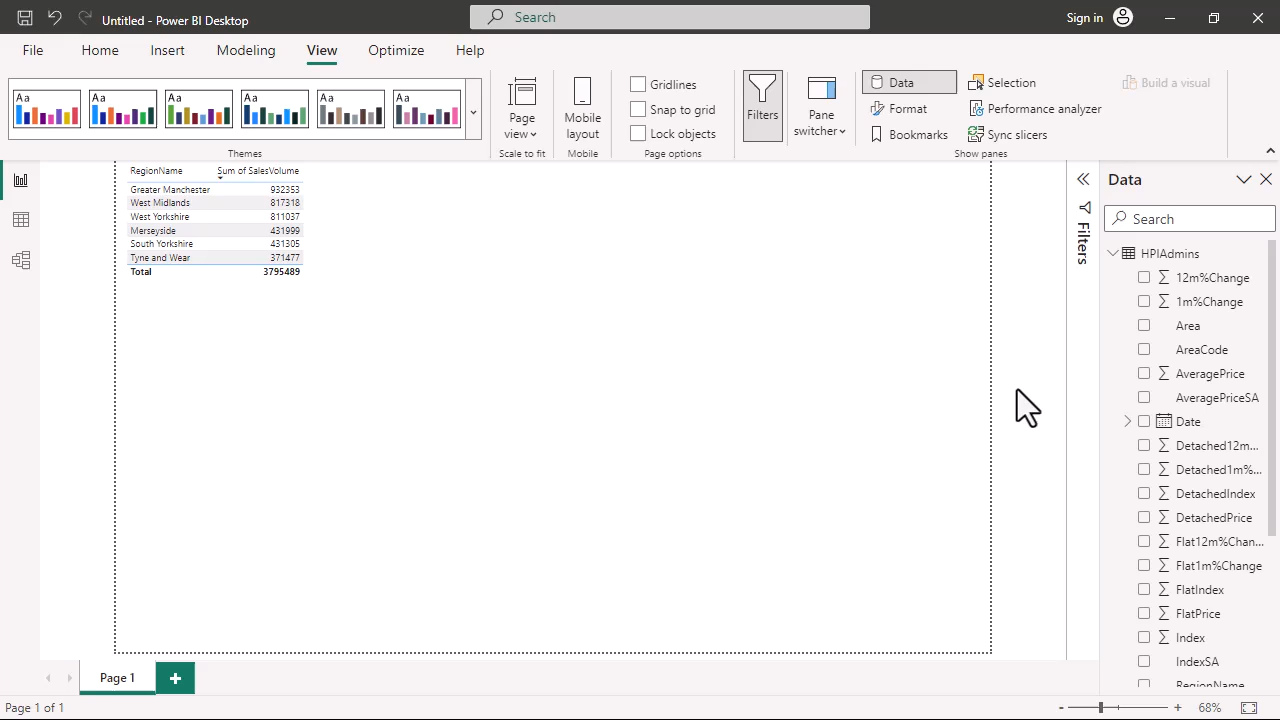 Untitled - Power BI Desktop
Search
Sign in
File
Home
Insert
Modeling
View
Optimize
Help
Aa
Aa
Aa
Aa
Aa
Aa
Themes
Page view
Scale to fit
Mobile layout
Mobile
Gridlines
Snap to grid
Lock objects
Page options
Filters
Pane switcher
Data
Format
Bookmarks
Selection
Performance analyzer
Sync slicers
Build a visual
Show panes
RegionName Sum of SalesVolume
Greater Manchester 932353
West Midlands 817318
West Yorkshire 811037
Merseyside 431999
South Yorkshire 431305
Tyne and Wear 371477
Total 3795489
Filters
Data
Search
HPIAdmins
12m%Change
1m%Change
Area
AreaCode
AveragePrice
AveragePriceSA
Date
Detached12m...
Detached1m%...
DetachedIndex
DetachedPrice
Flat12m%Chan...
Flat1m%Change
FlatIndex
FlatPrice
Index
IndexSA
RegionName
Page 1
Page 1 of 1
68%